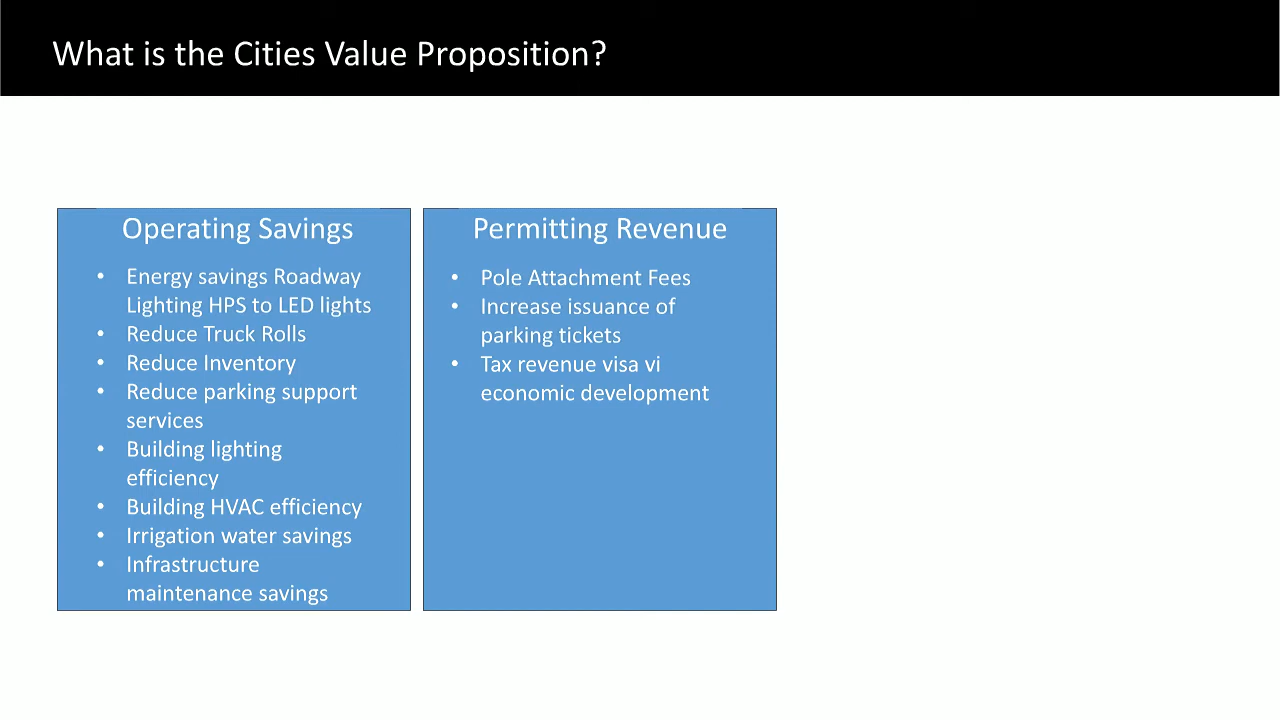 What is the Cities Value Proposition?
Operating Savings
• Energy savings Roadway
Lighting HPS to LED lights
• Reduce Truck Rolls
• Reduce Inventory
• Reduce parking support
services
• Building lighting
efficiency
• Building HVAC efficiency
• Irrigation water savings
• Infrastructure
maintenance savings
Permitting Revenue
• Pole Attachment Fees
• Increase issuance of
parking tickets
• Tax revenue visa vi
economic development